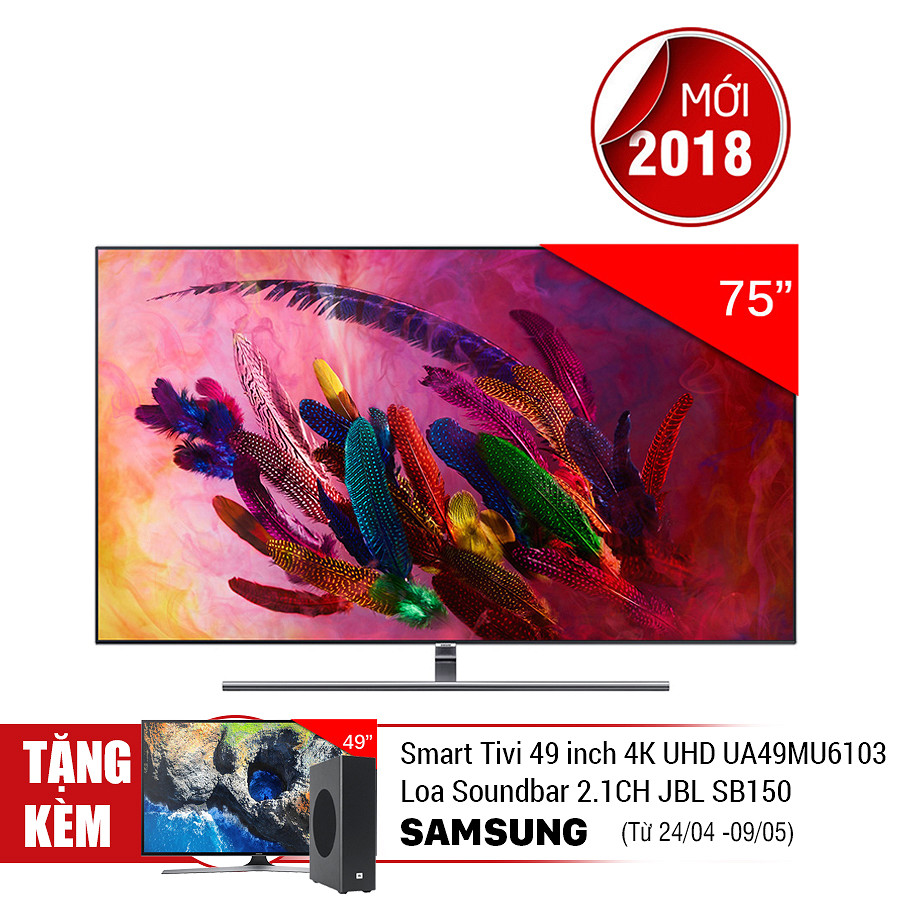 MỚI
2018
75”
TẶNG
KÈM
49”
Smart Tivi 49 inch 4K UHD UA49MU6103
Loa Soundbar 2.1CH JBL SB150
SAMSUNG (Từ 24/04 -09/05)